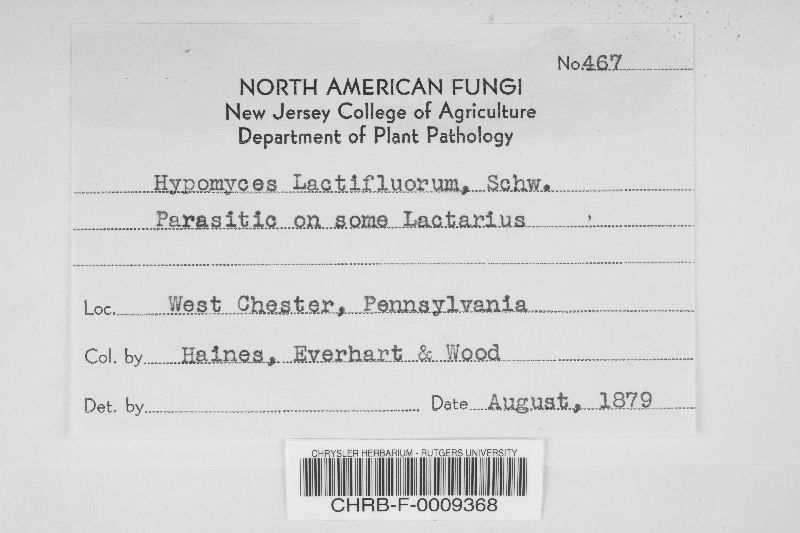 No. 467
NORTH AMERICAN FUNGI
New Jersey College of Agriculture
Department of Plant Pathology
Hypomyces Lactifluorum, Schw.
Parasitic on some Lactarius
Loc. West Chester, Pennsylvania
Col. by Haines, Everhart & Wood
Det. by Date August, 1879
CHRYSLER HERBARIUM - RUTGERS UNIVERSITY
CHRB-F-0009368